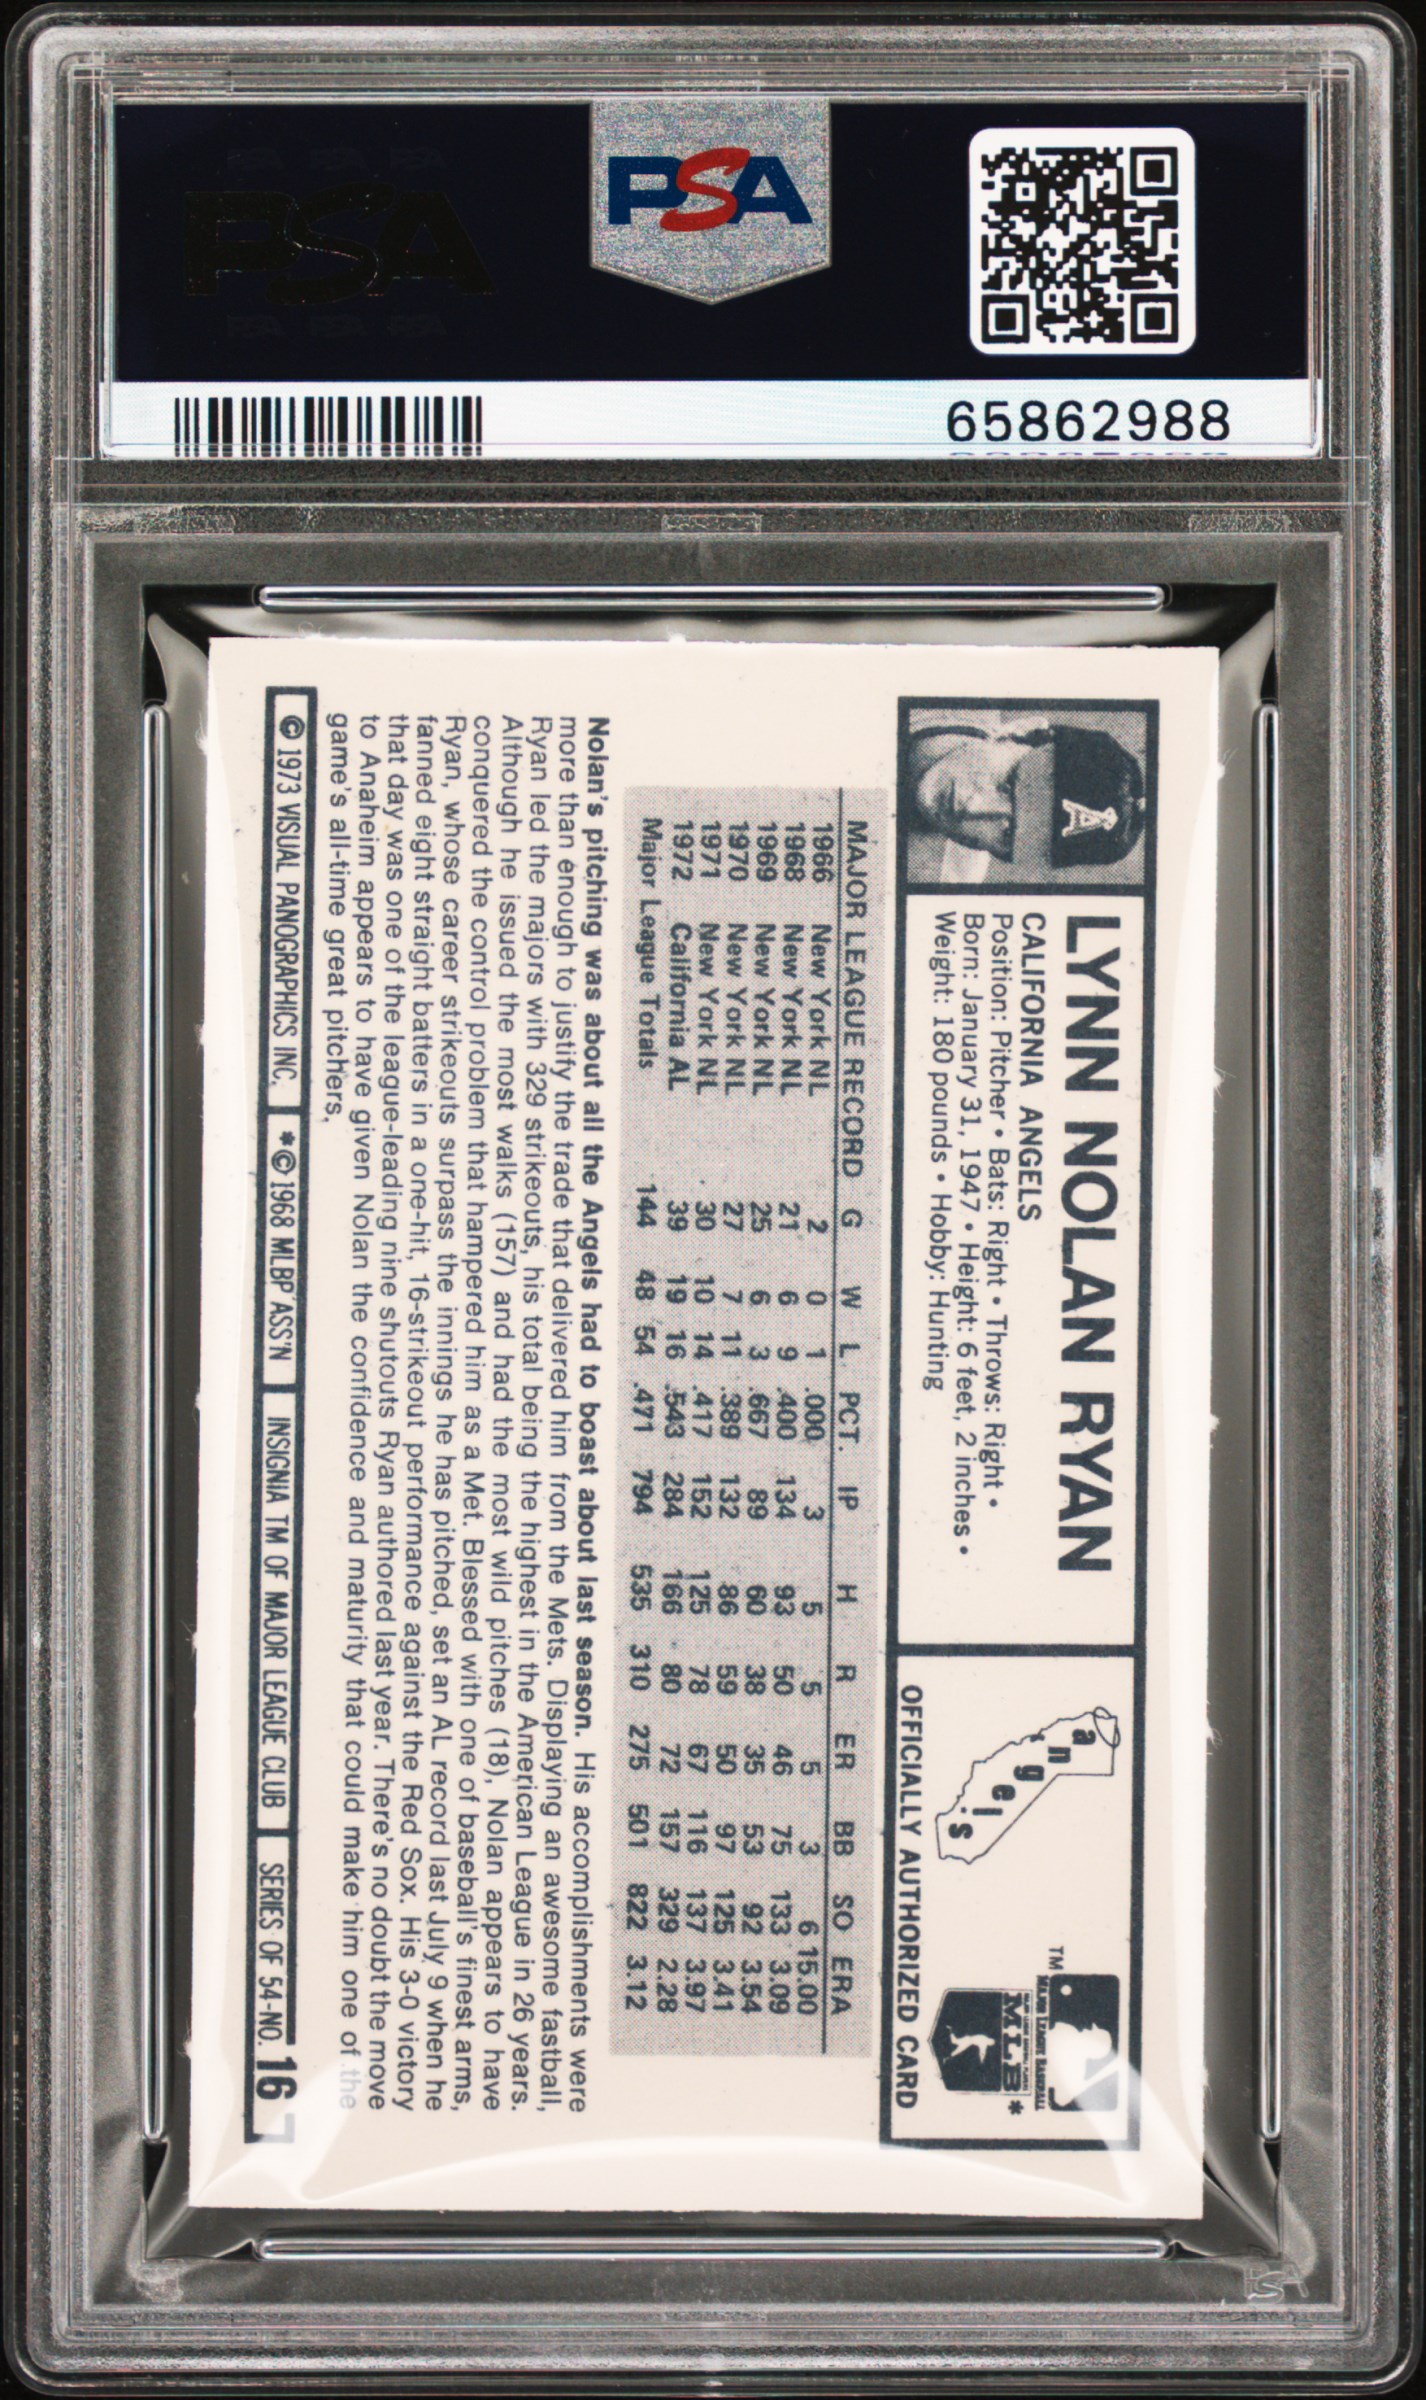 PSA
PSA
65862988
LYNN NOLAN RYAN
CALIFORNIA ANGELS
Position: Pitcher • Bats: Right • Throws: Right •
Born: January 31, 1947 • Height: 6 feet, 2 inches •
Weight: 180 pounds • Hobby: Hunting
angels
TM
MAJOR LEAGUE BASEBALL
MLB*
OFFICIALLY AUTHORIZED CARD
MAJOR LEAGUE RECORD G W L PCT. IP H R ER BB SO ERA
1966 New York NL 2 0 1 .000 3 5 5 5 3 6 15.00
1968 New York NL 21 6 9 .400 134 93 50 46 75 133 3.09
1969 New York NL 25 6 3 .667 89 60 38 35 53 92 3.54
1970 New York NL 27 7 11 .389 132 86 59 50 97 125 3.41
1971 New York NL 30 10 14 .417 152 125 78 67 116 137 3.97
1972 California AL 39 19 16 .543 284 166 80 72 157 329 2.28
Major League Totals 144 48 54 .471 794 535 310 275 501 822 3.12
Nolan's pitching was about all the Angels had to boast about last season. His accomplishments were
more than enough to justify the trade that delivered him from the Mets. Displaying an awesome fastball,
Ryan led the majors with 329 strikeouts, his total being the highest in the American League in 26 years.
Although he issued the most walks (157) and had the most wild pitches (18), Nolan appears to have
conquered the control problem that hampered him as a Met. Blessed with one of baseball's finest arms,
Ryan, whose career strikeouts surpass the innings he has pitched, set an AL record last July 9 when he
fanned eight straight batters in a one-hit, 16-strikeout performance against the Red Sox. His 3-0 victory
that day was one of the league-leading nine shutouts Ryan authored last year. There's no doubt the move
to Anaheim appears to have given Nolan the confidence and maturity that could make him one of the
game's all-time great pitchers.
© 1973 VISUAL PANOGRAPHICS INC. *© 1968 MLBP ASS'N INSIGNIA TM OF MAJOR LEAGUE CLUB SERIES OF 54-NO. 16